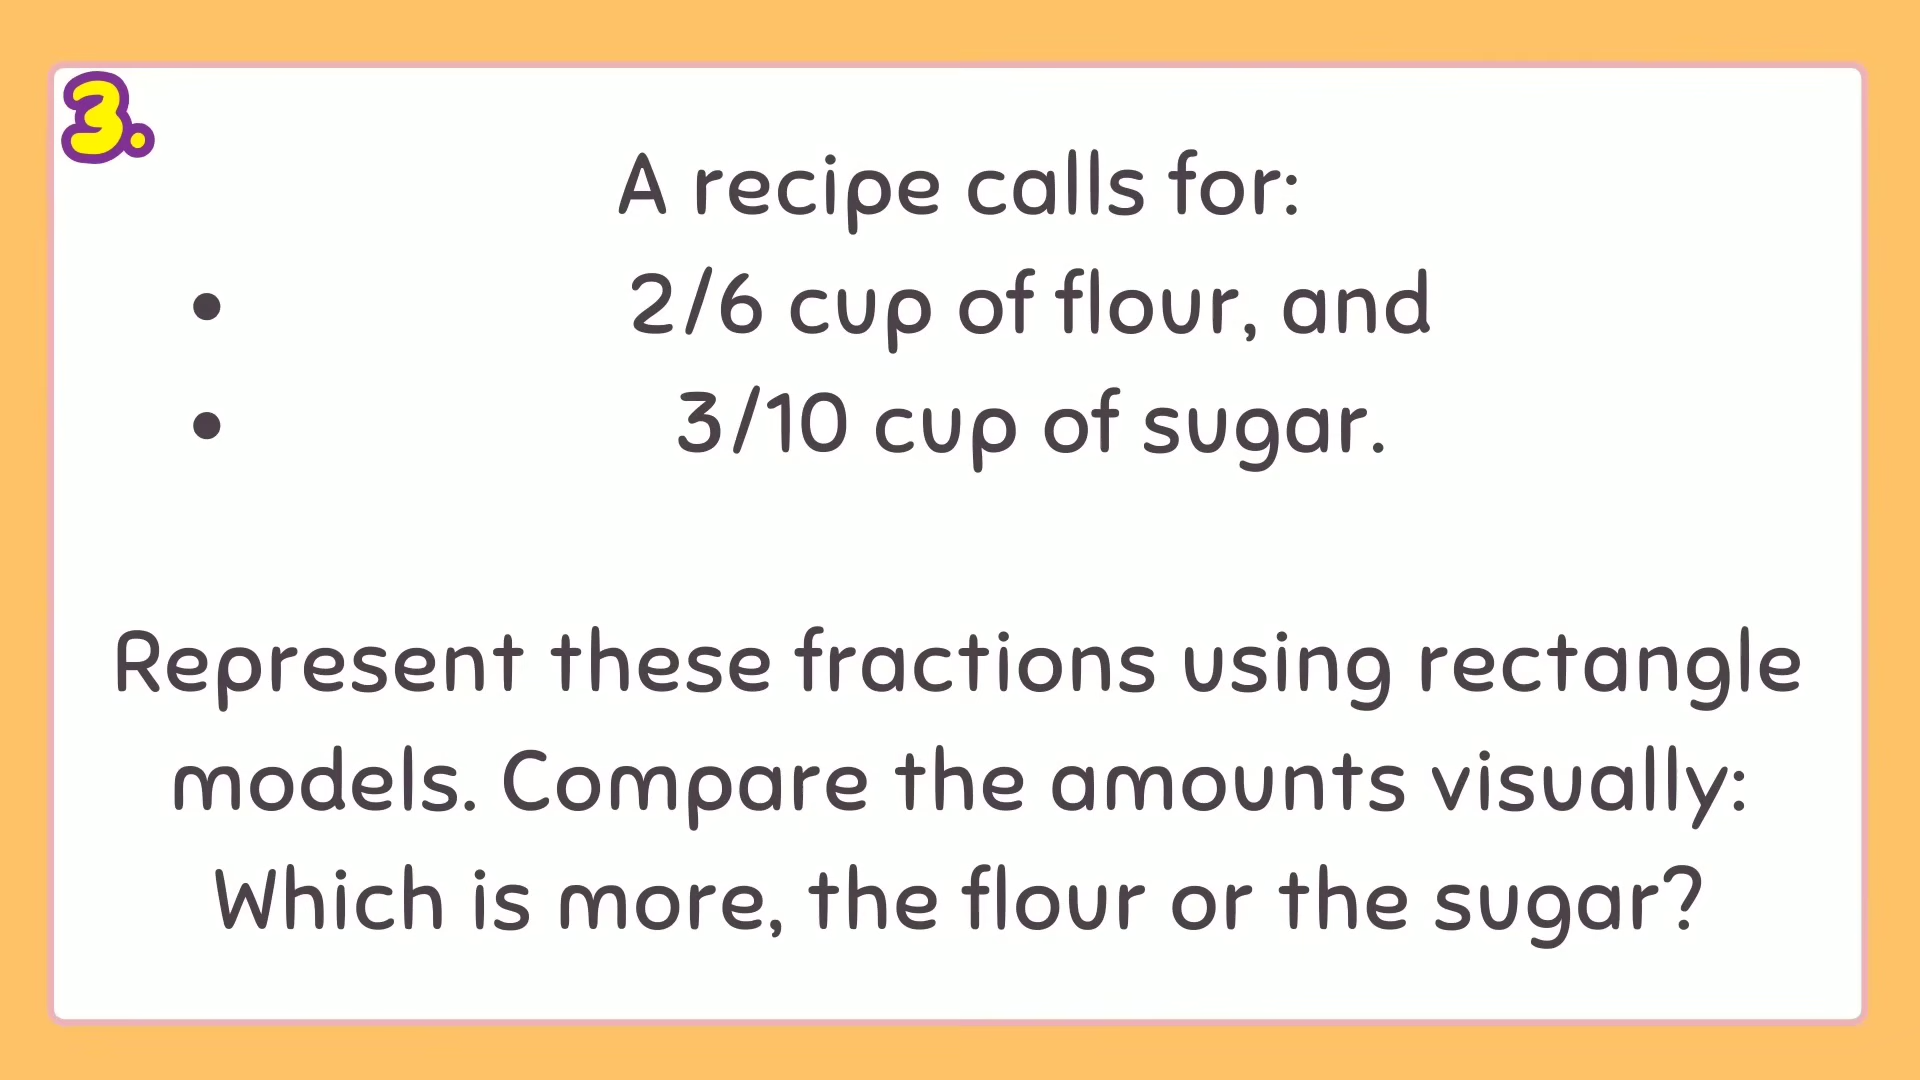 3.
A recipe calls for:
• 2/6 cup of flour, and
• 3/10 cup of sugar.
Represent these fractions using rectangle
models. Compare the amounts visually:
Which is more, the flour or the sugar?